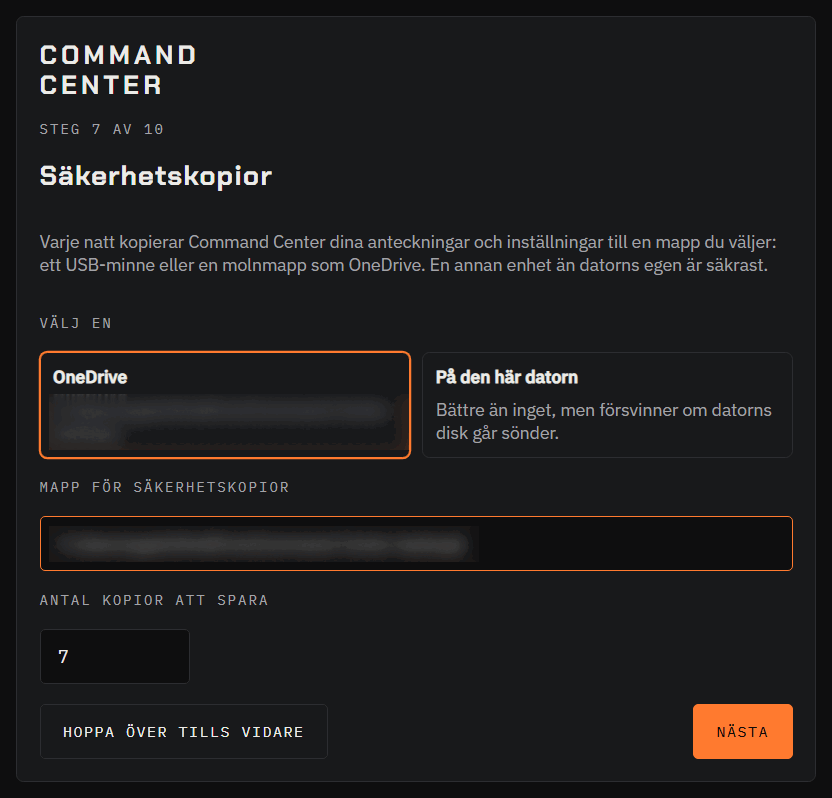 COMMAND
CENTER
STEG 7 AV 10
Säkerhetskopior
Varje natt kopierar Command Center dina anteckningar och inställningar till en mapp du väljer:
ett USB-minne eller en molnmapp som OneDrive. En annan enhet än datorns egen är säkrast.
VÄLJ EN
OneDrive
På den här datorn
Bättre än inget, men försvinner om datorns
disk går sönder.
MAPP FÖR SÄKERHETSKOPIOR
ANTAL KOPIOR ATT SPARA
7
HOPPA ÖVER TILLS VIDARE
NÄSTA